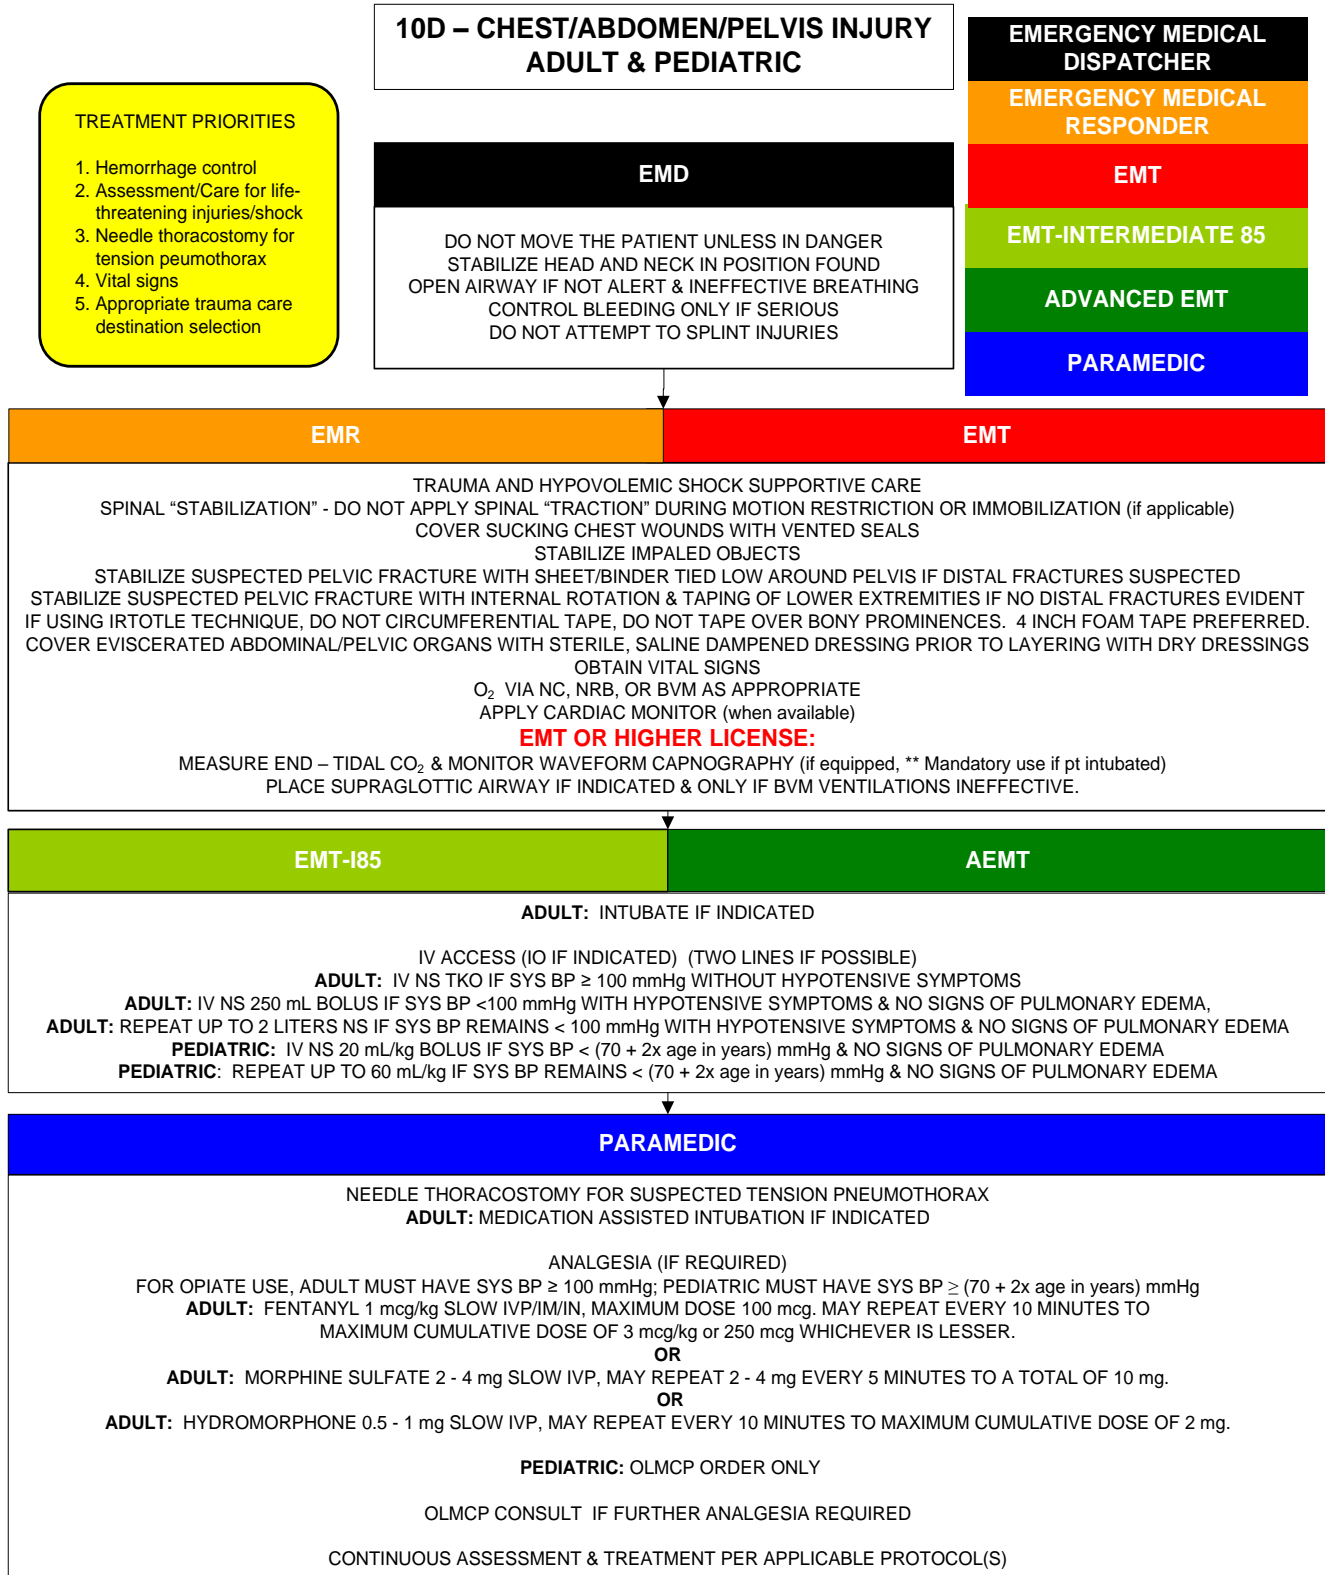 10D – CHEST/ABDOMEN/PELVIS INJURY
ADULT & PEDIATRIC
EMERGENCY MEDICAL
DISPATCHER
EMERGENCY MEDICAL
RESPONDER
EMT
EMT-INTERMEDIATE 85
ADVANCED EMT
PARAMEDIC
TREATMENT PRIORITIES
1. Hemorrhage control
2. Assessment/Care for life-
threatening injuries/shock
3. Needle thoracostomy for
tension peumothorax
4. Vital signs
5. Appropriate trauma care
destination selection
EMD
DO NOT MOVE THE PATIENT UNLESS IN DANGER
STABILIZE HEAD AND NECK IN POSITION FOUND
OPEN AIRWAY IF NOT ALERT & INEFFECTIVE BREATHING
CONTROL BLEEDING ONLY IF SERIOUS
DO NOT ATTEMPT TO SPLINT INJURIES
EMR
EMT
TRAUMA AND HYPOVOLEMIC SHOCK SUPPORTIVE CARE
SPINAL “STABILIZATION” - DO NOT APPLY SPINAL “TRACTION” DURING MOTION RESTRICTION OR IMMOBILIZATION (if applicable)
COVER SUCKING CHEST WOUNDS WITH VENTED SEALS
STABILIZE IMPALED OBJECTS
STABILIZE SUSPECTED PELVIC FRACTURE WITH SHEET/BINDER TIED LOW AROUND PELVIS IF DISTAL FRACTURES SUSPECTED
STABILIZE SUSPECTED PELVIC FRACTURE WITH INTERNAL ROTATION & TAPING OF LOWER EXTREMITIES IF NO DISTAL FRACTURES EVIDENT
IF USING IRTOTLE TECHNIQUE, DO NOT CIRCUMFERENTIAL TAPE, DO NOT TAPE OVER BONY PROMINENCES. 4 INCH FOAM TAPE PREFERRED.
COVER EVISCERATED ABDOMINAL/PELVIC ORGANS WITH STERILE, SALINE DAMPENED DRESSING PRIOR TO LAYERING WITH DRY DRESSINGS
OBTAIN VITAL SIGNS
O₂ VIA NC, NRB, OR BVM AS APPROPRIATE
APPLY CARDIAC MONITOR (when available)
EMT OR HIGHER LICENSE:
MEASURE END – TIDAL CO₂ & MONITOR WAVEFORM CAPNOGRAPHY (if equipped, ** Mandatory use if pt intubated)
PLACE SUPRAGLOTTIC AIRWAY IF INDICATED & ONLY IF BVM VENTILATIONS INEFFECTIVE.
EMT-I85
AEMT
ADULT: INTUBATE IF INDICATED
IV ACCESS (IO IF INDICATED) (TWO LINES IF POSSIBLE)
ADULT: IV NS TKO IF SYS BP ≥ 100 mmHg WITHOUT HYPOTENSIVE SYMPTOMS
ADULT: IV NS 250 mL BOLUS IF SYS BP <100 mmHg WITH HYPOTENSIVE SYMPTOMS & NO SIGNS OF PULMONARY EDEMA,
ADULT: REPEAT UP TO 2 LITERS NS IF SYS BP REMAINS < 100 mmHg WITH HYPOTENSIVE SYMPTOMS & NO SIGNS OF PULMONARY EDEMA
PEDIATRIC: IV NS 20 mL/kg BOLUS IF SYS BP < (70 + 2x age in years) mmHg & NO SIGNS OF PULMONARY EDEMA
PEDIATRIC: REPEAT UP TO 60 mL/kg IF SYS BP REMAINS < (70 + 2x age in years) mmHg & NO SIGNS OF PULMONARY EDEMA
PARAMEDIC
NEEDLE THORACOSTOMY FOR SUSPECTED TENSION PNEUMOTHORAX
ADULT: MEDICATION ASSISTED INTUBATION IF INDICATED
ANALGESIA (IF REQUIRED)
FOR OPIATE USE, ADULT MUST HAVE SYS BP ≥ 100 mmHg; PEDIATRIC MUST HAVE SYS BP ≥ (70 + 2x age in years) mmHg
ADULT: FENTANYL 1 mcg/kg SLOW IVP/IM/IN, MAXIMUM DOSE 100 mcg. MAY REPEAT EVERY 10 MINUTES TO
MAXIMUM CUMULATIVE DOSE OF 3 mcg/kg or 250 mcg WHICHEVER IS LESSER.
OR
ADULT: MORPHINE SULFATE 2 - 4 mg SLOW IVP, MAY REPEAT 2 - 4 mg EVERY 5 MINUTES TO A TOTAL OF 10 mg.
OR
ADULT: HYDROMORPHONE 0.5 - 1 mg SLOW IVP, MAY REPEAT EVERY 10 MINUTES TO MAXIMUM CUMULATIVE DOSE OF 2 mg.
PEDIATRIC: OLMCP ORDER ONLY
OLMCP CONSULT IF FURTHER ANALGESIA REQUIRED
CONTINUOUS ASSESSMENT & TREATMENT PER APPLICABLE PROTOCOL(S)